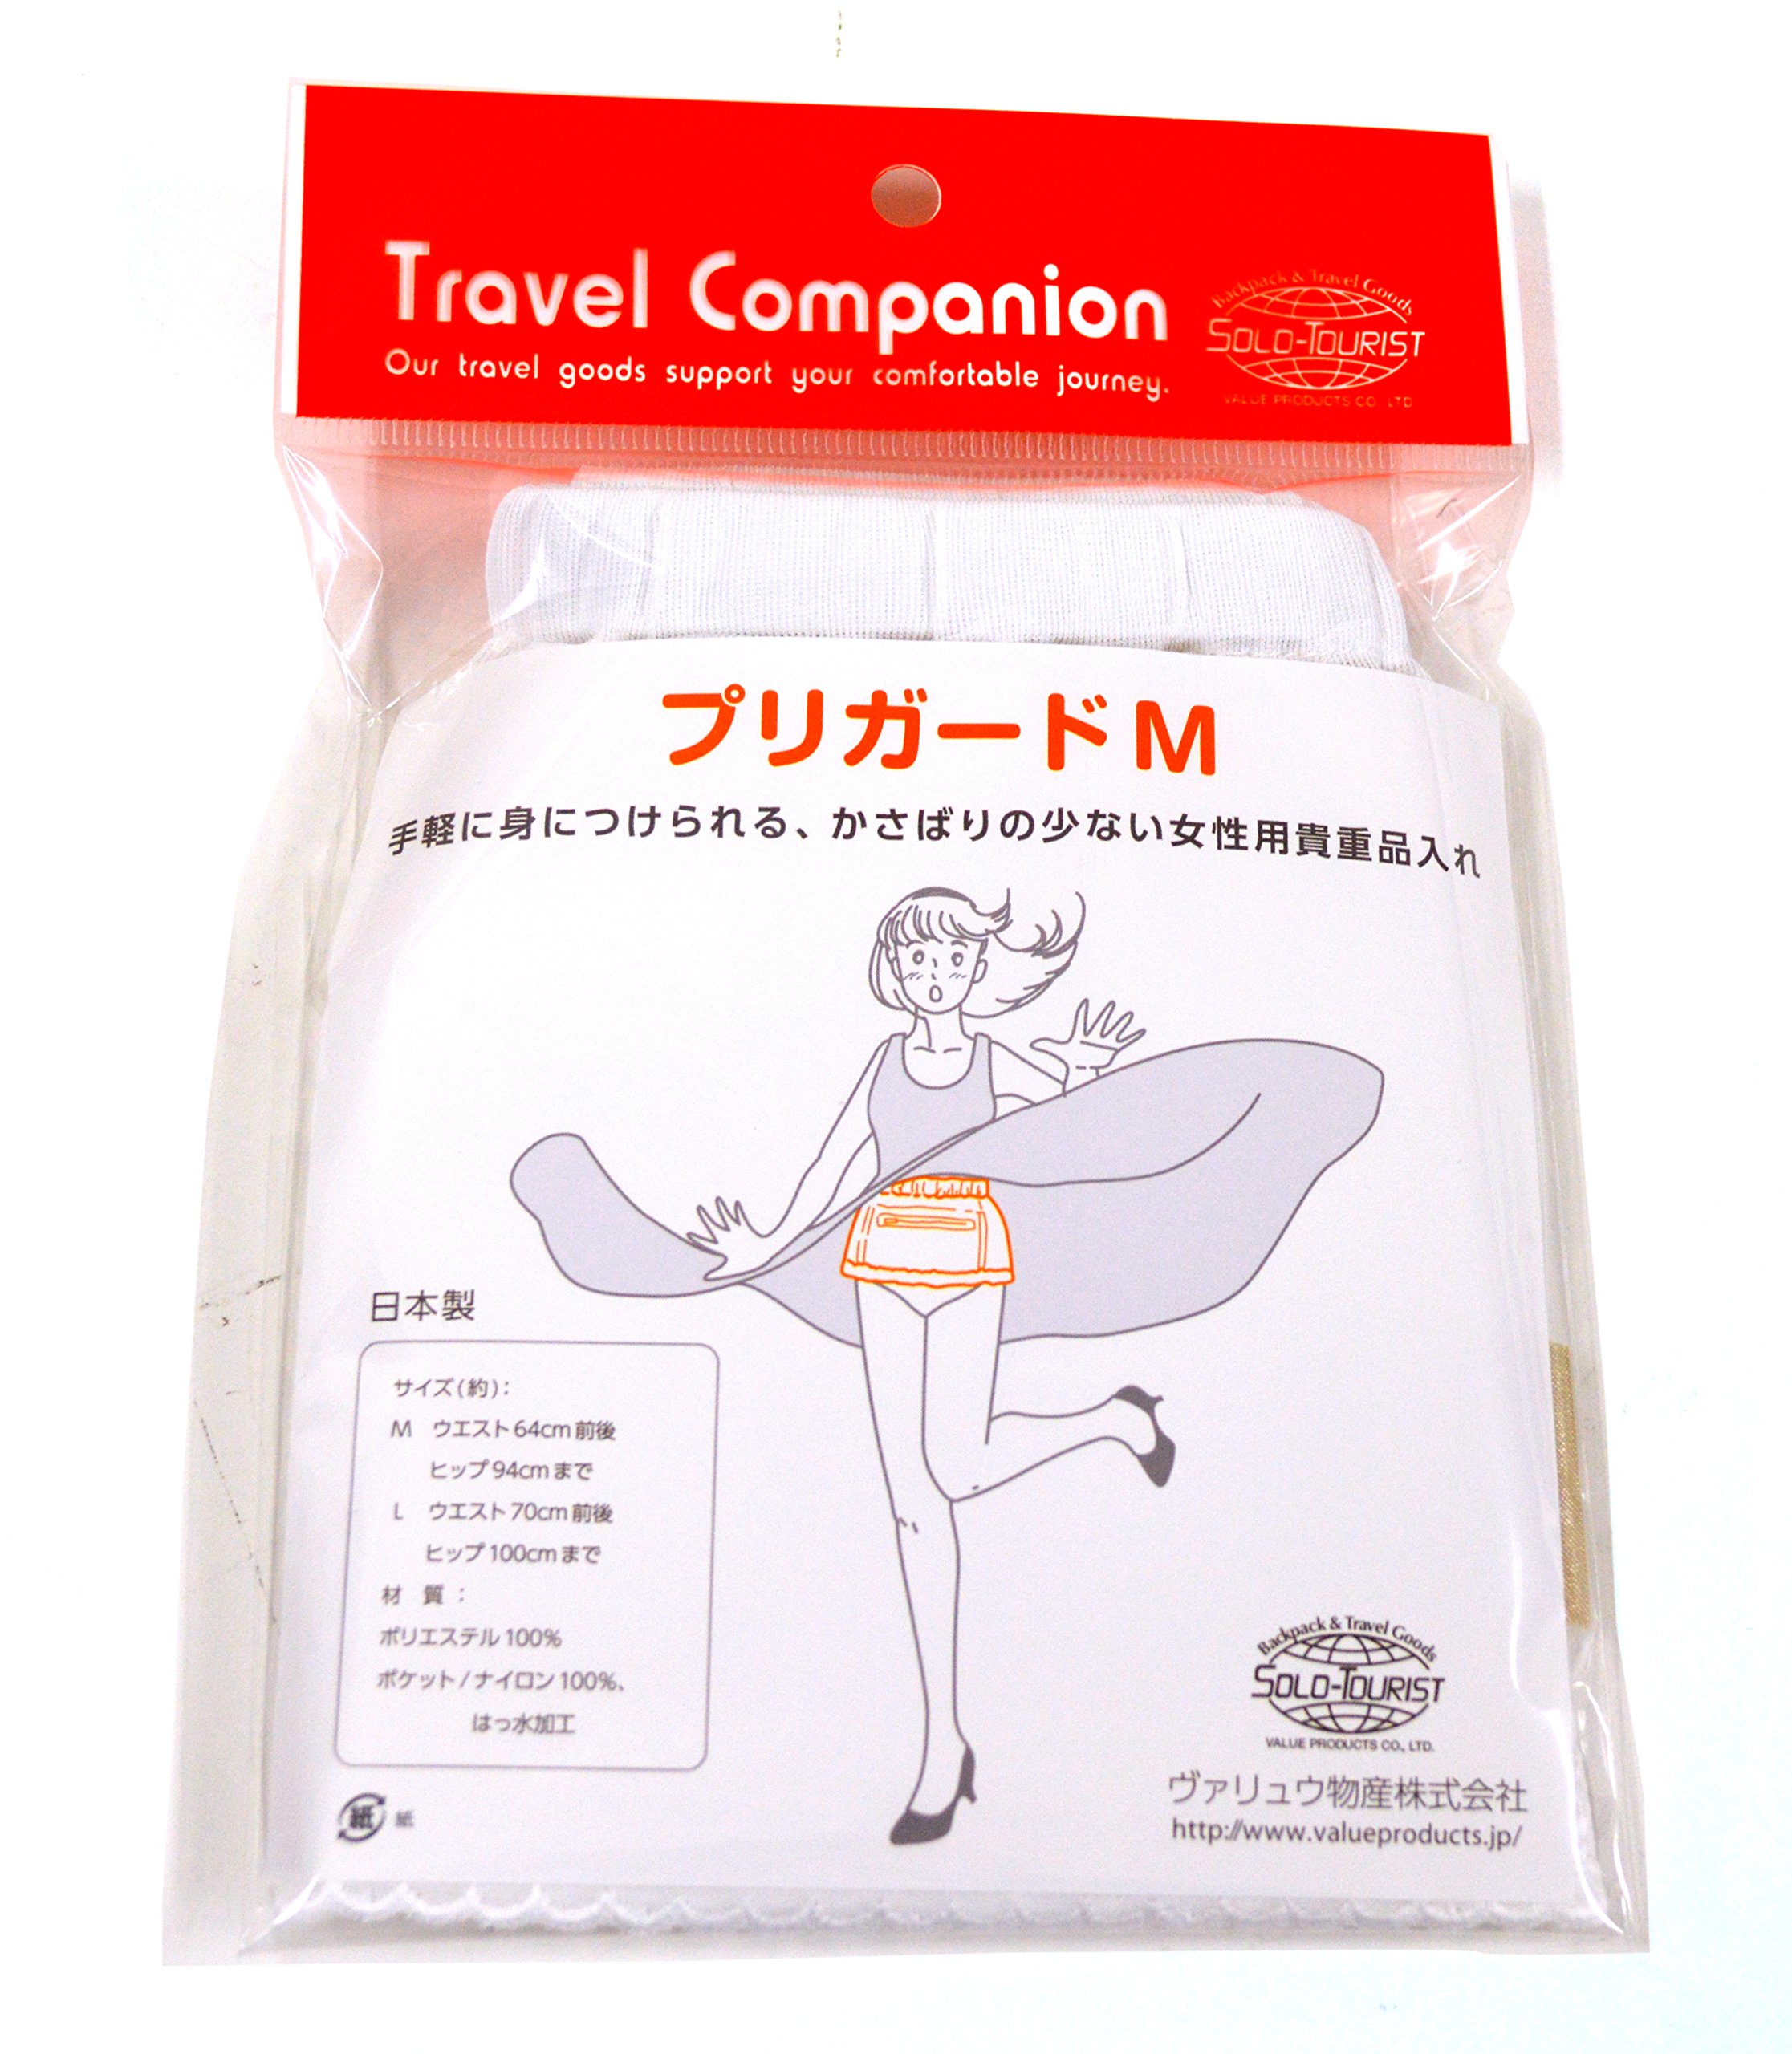 Travel Companion
Our travel goods support your comfortable journey.
Backpack & Travel Goods
SOLO-TOURIST
VALUE PRODUCTS CO., LTD
プリガードM
手軽に身につけられる、かさばりの少ない女性用貴重品入れ
日本製
サイズ(約):
M ウエスト64cm前後
ヒップ94cmまで
L ウエスト70cm前後
ヒップ100cmまで
材 質 :
ポリエステル100%
ポケット/ナイロン100%、
はっ水加工
紙 紙
Backpack & Travel Goods
SOLO-TOURIST
VALUE PRODUCTS CO., LTD.
ヴァリュウ物産株式会社
http://www.valueproducts.jp/